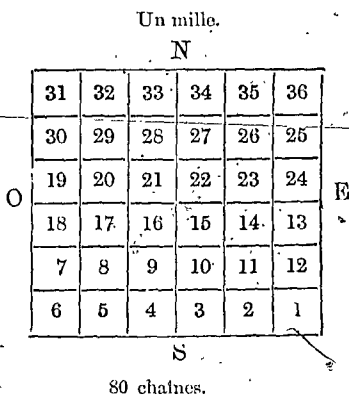 Un mille.
N
31 32 33 34 35 36
30 29 28 27 26 25
19 20 21 22 23 24
O E
18 17 16 15 14 13
7 8 9 10 11 12
6 5 4 3 2 1
S
80 chaînes.